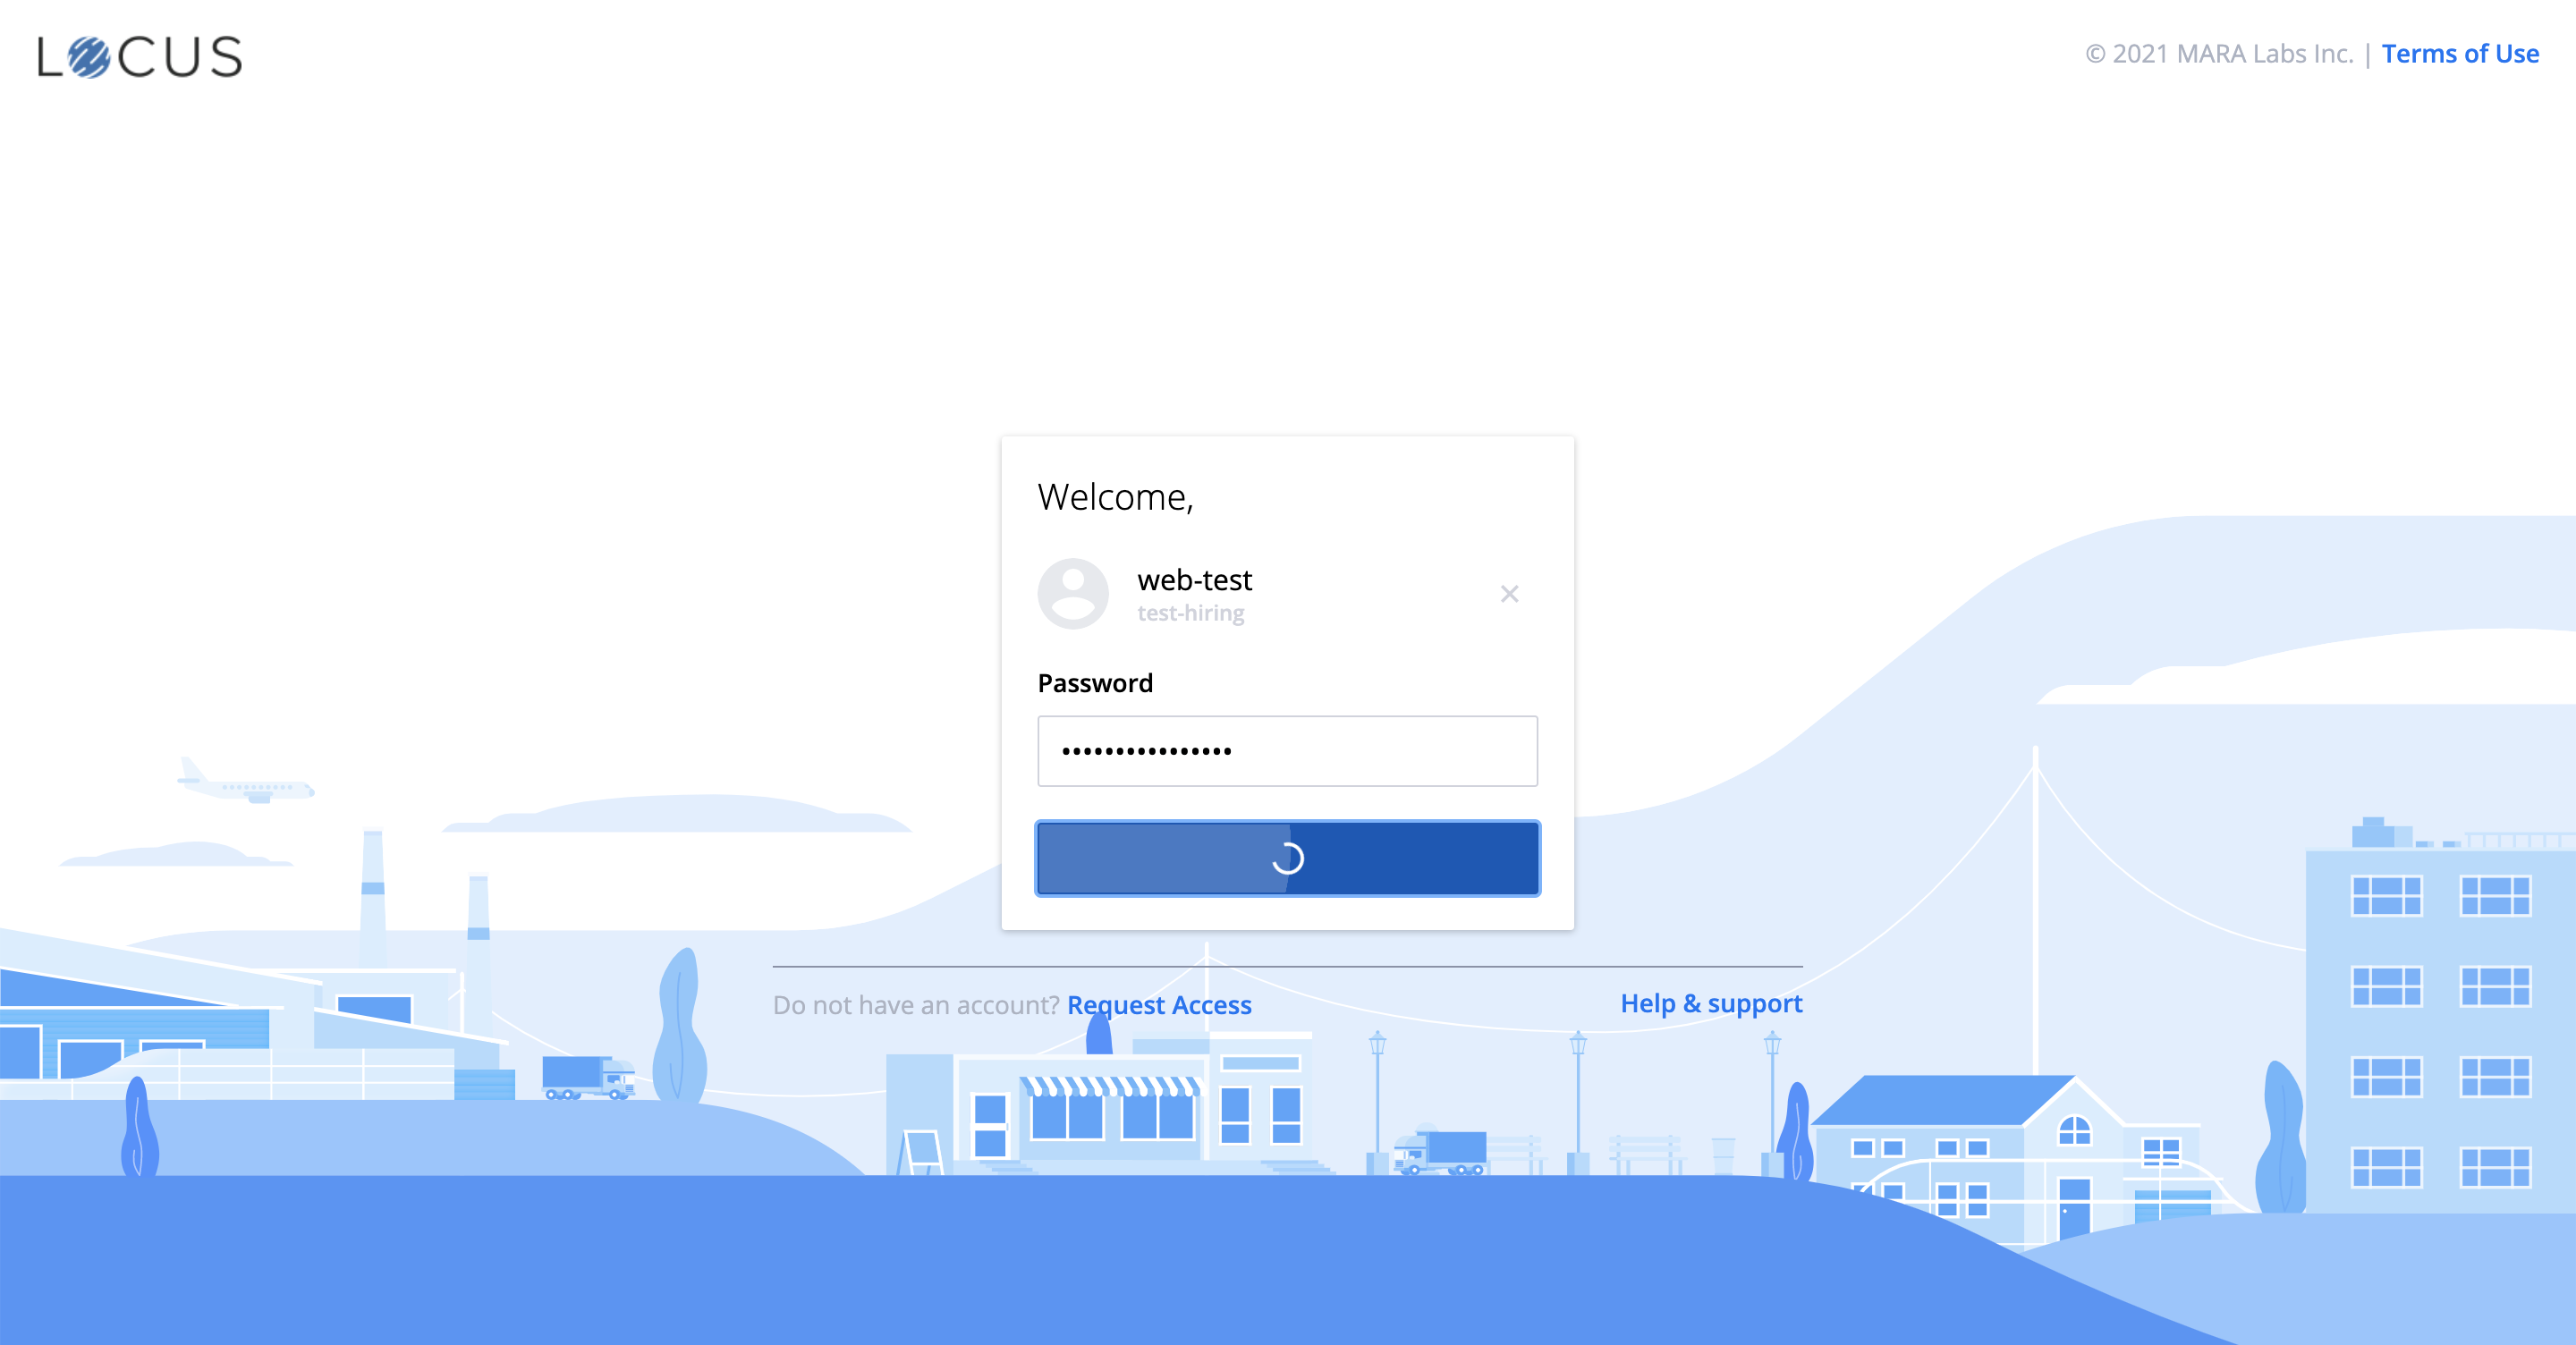 LOCUS
© 2021 MARA Labs Inc. | Terms of Use
Welcome,
web-test
test-hiring
Password
••••••••••••••••
Do not have an account? Request Access
Help & support